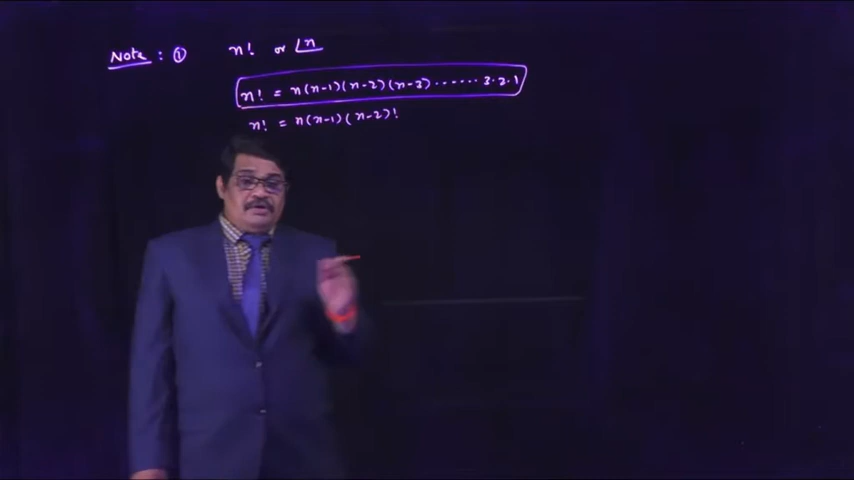 Note : ① n! or ∟n
n! = n(n-1)(n-2)(n-3)......3.2.1
n! = n(n-1)(n-2)!